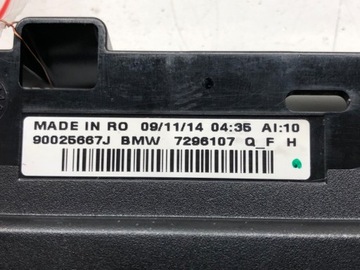 MADE IN RO 09/11/14 04:35 AI:10
90025667J BMW 7296107 Q_F H